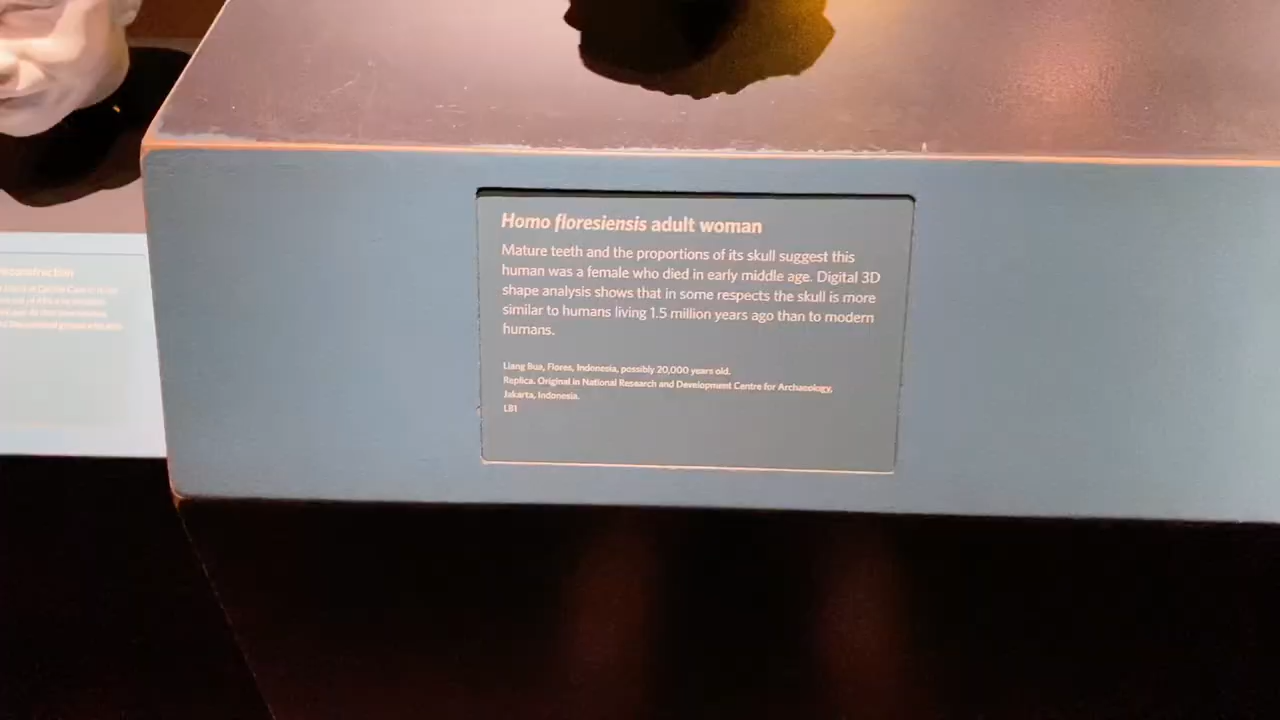 Homo floresiensis adult woman
Mature teeth and the proportions of its skull suggest this
human was a female who died in early middle age. Digital 3D
shape analysis shows that in some respects the skull is more
similar to humans living 1.5 million years ago than to modern
humans.
Liang Bua, Flores, Indonesia, possibly 20,000 years old.
Replica. Original in National Research and Development Centre for Archaeology,
Jakarta, Indonesia.
LB1